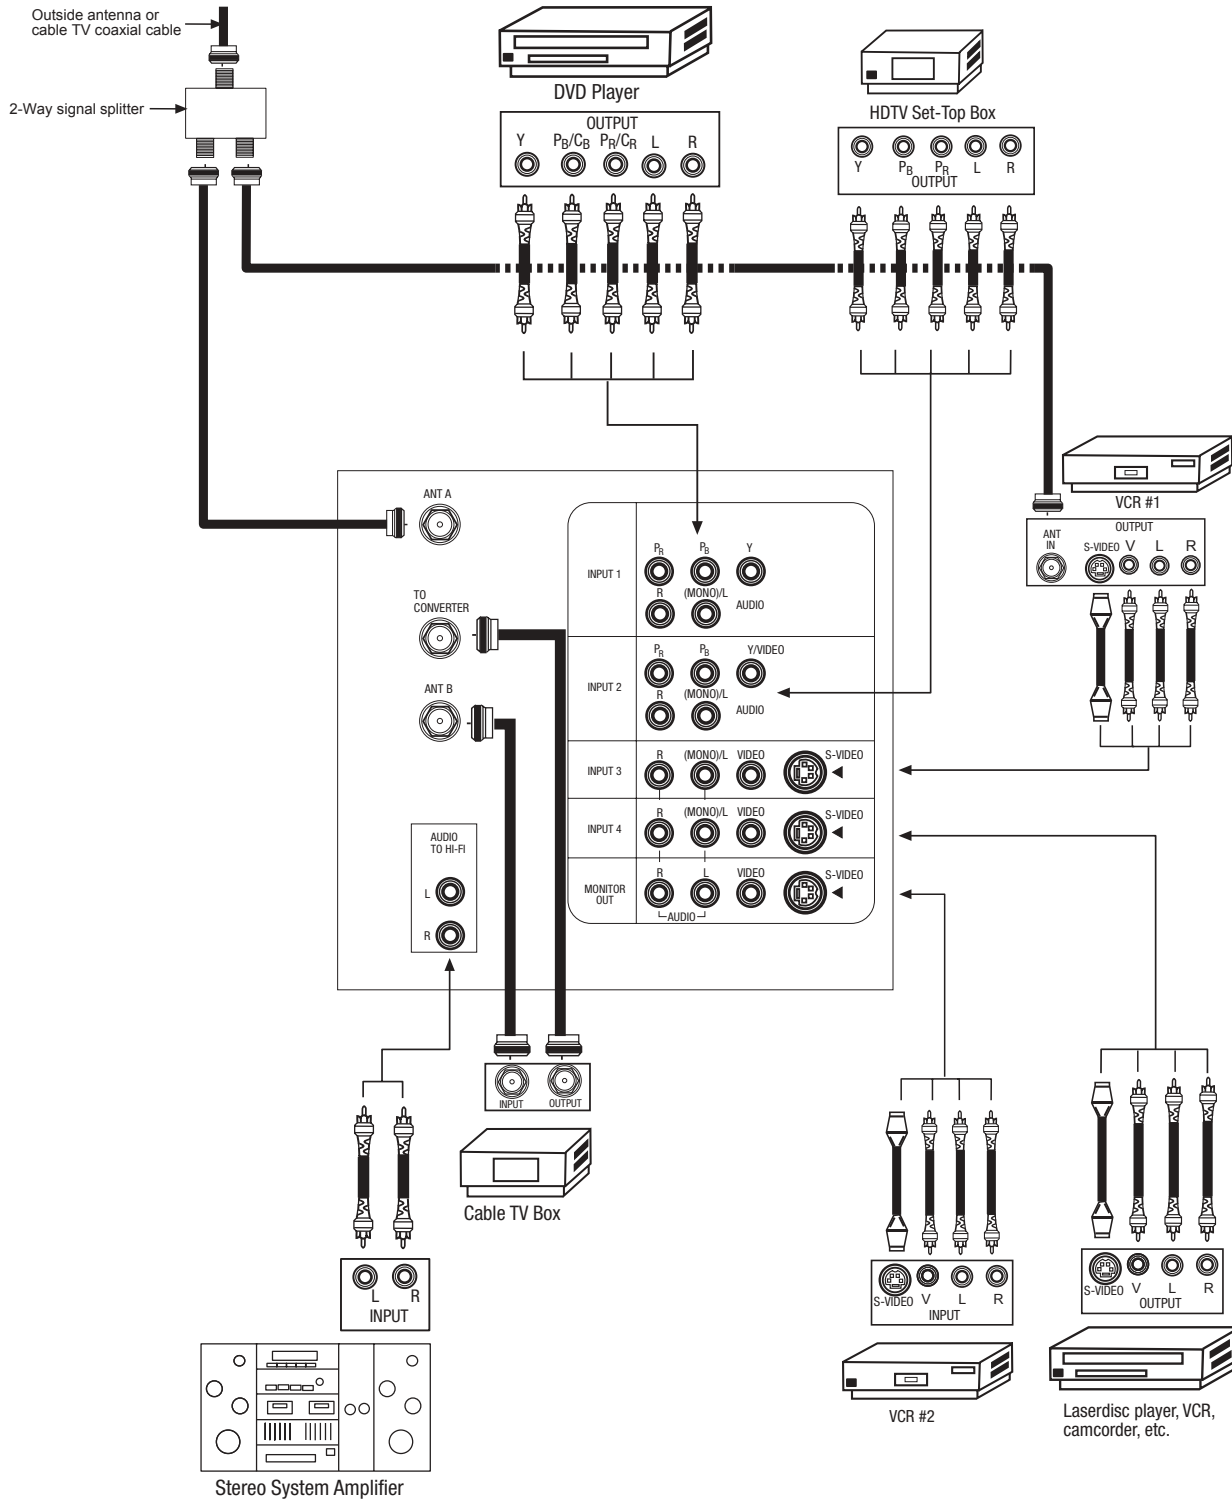 Outside antenna or
cable TV coaxial cable
2-Way signal splitter
DVD Player
OUTPUT
Y PB/CB PR/CR L R
HDTV Set-Top Box
Y PB PR L R
OUTPUT
VCR #1
OUTPUT
ANT
IN
S-VIDEO V L R
ANT A
TO
CONVERTER
ANT B
AUDIO
TO HI-FI
L
R
INPUT 1
PR PB Y
R (MONO)/L AUDIO
INPUT 2
PR PB Y/VIDEO
R (MONO)/L AUDIO
INPUT 3
R (MONO)/L VIDEO S-VIDEO
INPUT 4
R (MONO)/L VIDEO S-VIDEO
MONITOR
OUT
R L VIDEO S-VIDEO
AUDIO
INPUT OUTPUT
Cable TV Box
L R
INPUT
Stereo System Amplifier
S-VIDEO V L R
INPUT
VCR #2
S-VIDEO V L R
OUTPUT
Laserdisc player, VCR,
camcorder, etc.